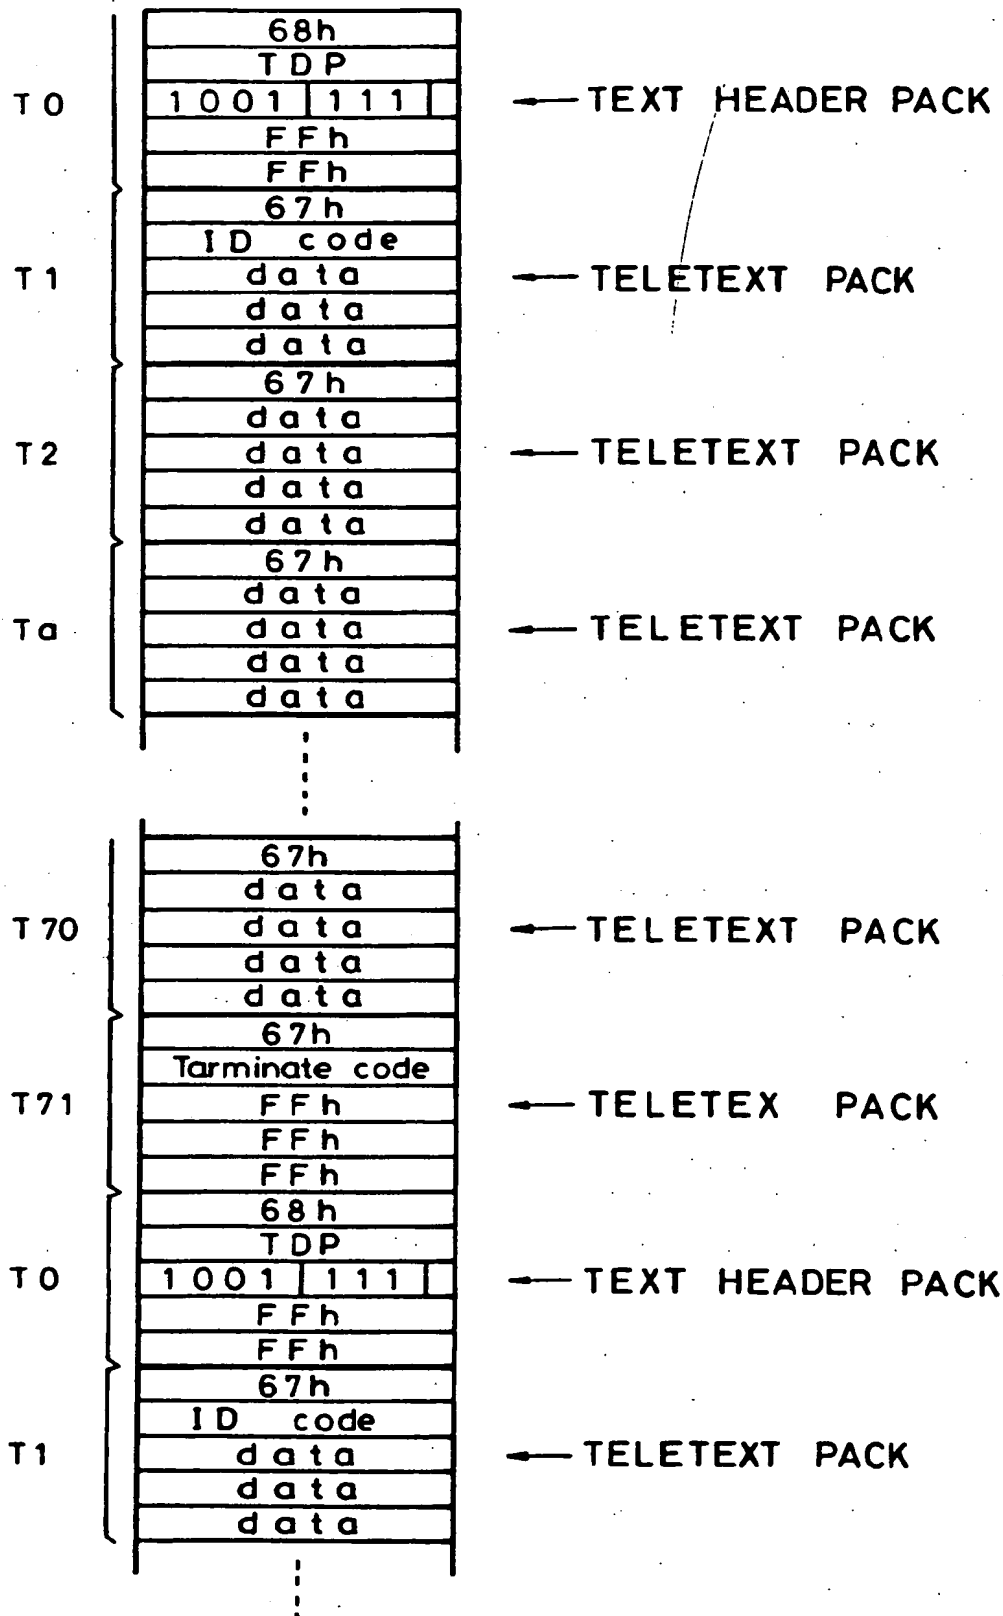 68h
TDP
T0 1001 111 TEXT HEADER PACK
FFh
FFh
67h
ID code
T1 data TELETEXT PACK
data
data
67h
data
T2 data TELETEXT PACK
data
data
67h
data
Ta data TELETEXT PACK
data
data
67h
data
T70 data TELETEXT PACK
data
data
67h
Tarminate code
T71 FFh TELETEX PACK
FFh
FFh
68h
TDP
T0 1001 111 TEXT HEADER PACK
FFh
FFh
67h
ID code
T1 data TELETEXT PACK
data
data